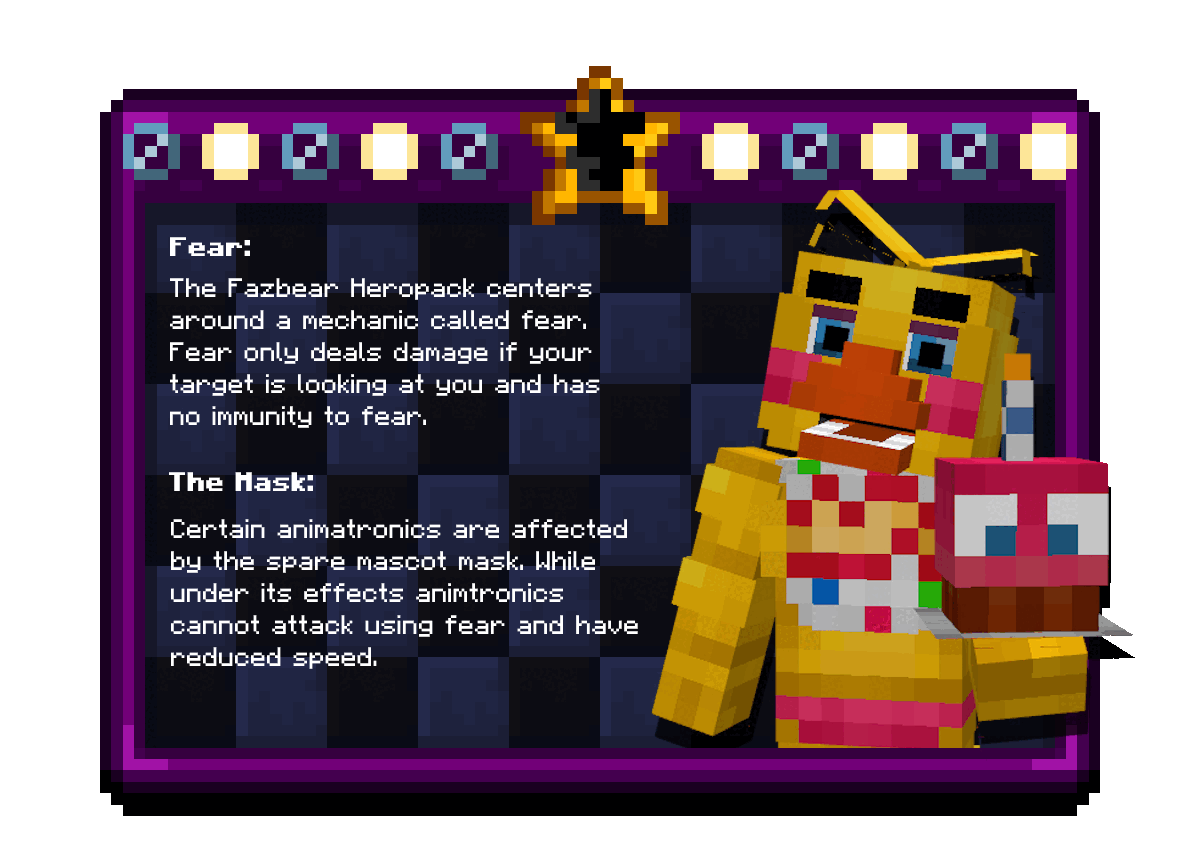 Fear:
The Fazbear Heropack centers
around a mechanic called fear.
Fear only deals damage if your
target is looking at you and has
no immunity to fear.
The Mask:
Certain animatronics are affected
by the spare mascot mask. While
under its effects animtronics
cannot attack using fear and have
reduced speed.